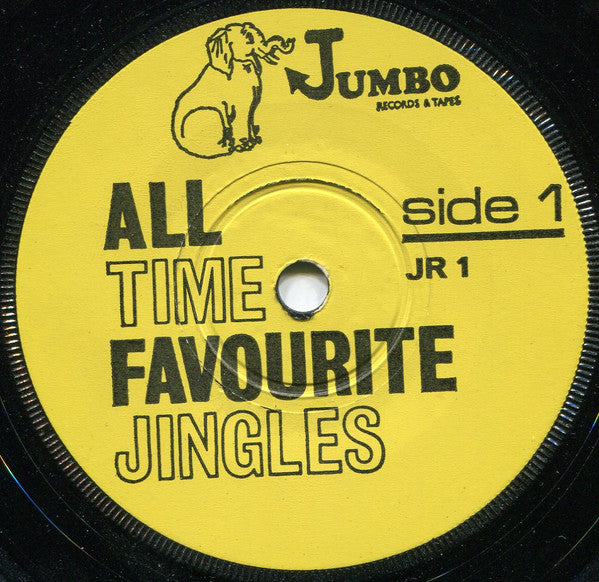 JUMBO
RECORDS & TAPES
ALL
TIME
FAVOURITE
JINGLES
side 1
JR 1